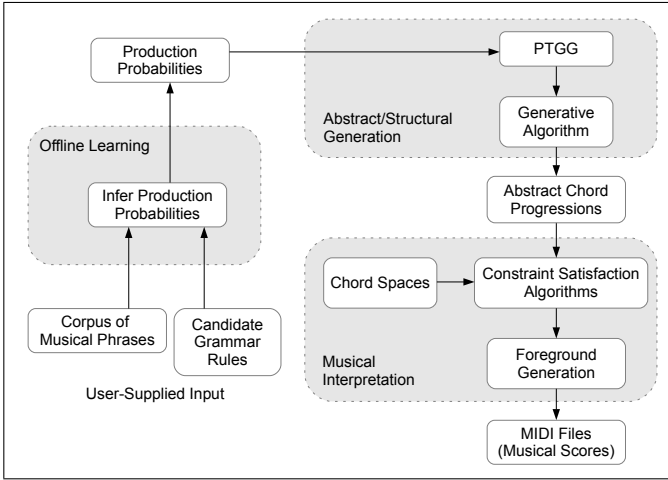 Production
Probabilities
PTGG
Generative
Algorithm
Abstract/Structural
Generation
Offline Learning
Infer Production
Probabilities
Abstract Chord
Progressions
Chord Spaces
Constraint Satisfaction
Algorithms
Corpus of
Musical Phrases
Candidate
Grammar
Rules
User-Supplied Input
Musical
Interpretation
Foreground
Generation
MIDI Files
(Musical Scores)